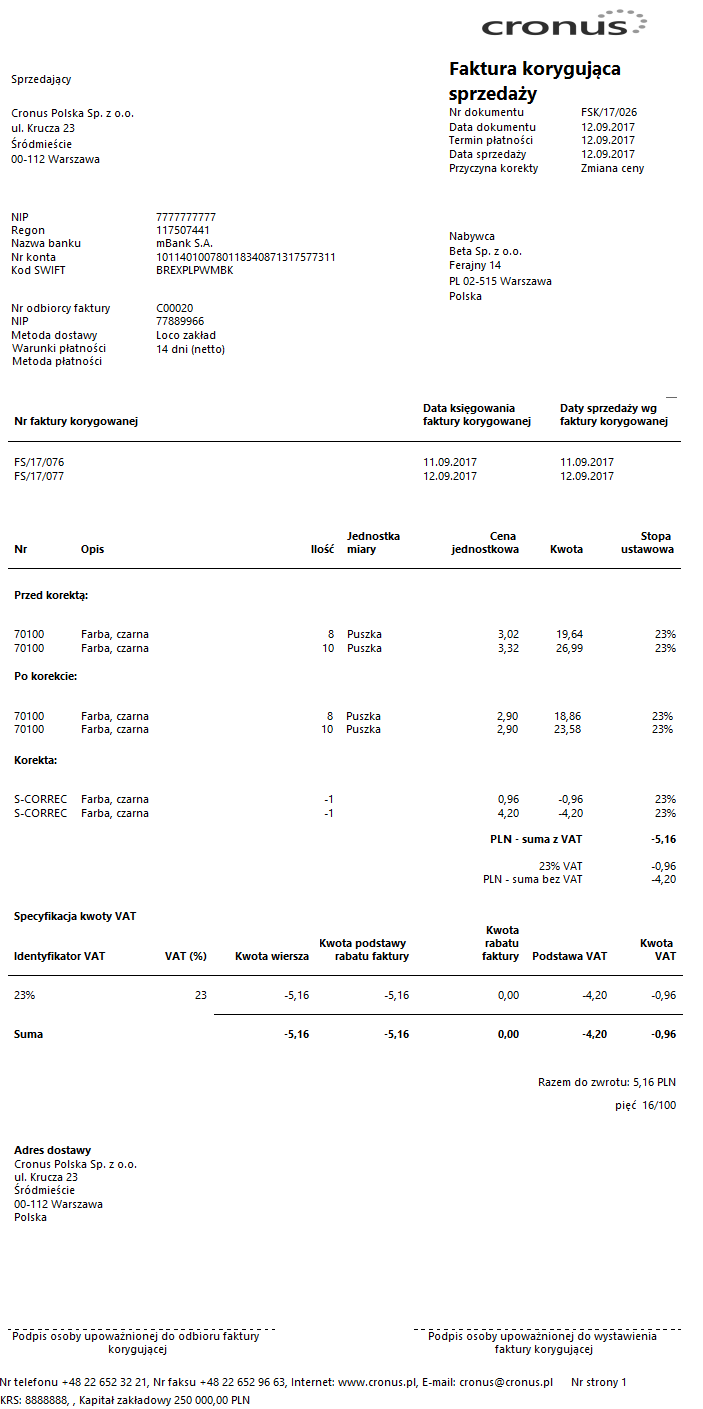 cronus
Faktura korygująca
sprzedaży
Sprzedający
Cronus Polska Sp. z o.o.
ul. Krucza 23
Śródmieście
00-112 Warszawa
Nr dokumentu FSK/17/026
Data dokumentu 12.09.2017
Termin płatności 12.09.2017
Data sprzedaży 12.09.2017
Przyczyna korekty Zmiana ceny
NIP 7777777777
Regon 117507441
Nazwa banku mBank S.A.
Nr konta 10114010078011834087131757​7311
Kod SWIFT BREXPLPWMBK
Nabywca
Beta Sp. z o.o.
Ferajny 14
PL 02-515 Warszawa
Polska
Nr odbiorcy faktury C00020
NIP 77889966
Metoda dostawy Loco zakład
Warunki płatności 14 dni (netto)
Metoda płatności
Nr faktury korygowanej Data księgowania faktury korygowanej Daty sprzedaży wg faktury korygowanej
FS/17/076 11.09.2017 11.09.2017
FS/17/077 12.09.2017 12.09.2017
Nr Opis Ilość Jednostka miary Cena jednostkowa Kwota Stopa ustawowa
Przed korektą:
70100 Farba, czarna 8 Puszka 3,02 19,64 23%
70100 Farba, czarna 10 Puszka 3,32 26,99 23%
Po korekcie:
70100 Farba, czarna 8 Puszka 2,90 18,86 23%
70100 Farba, czarna 10 Puszka 2,90 23,58 23%
Korekta:
S-CORREC Farba, czarna -1 0,96 -0,96 23%
S-CORREC Farba, czarna -1 4,20 -4,20 23%
PLN - suma z VAT -5,16
23% VAT -0,96
PLN - suma bez VAT -4,20
Specyfikacja kwoty VAT
Identyfikator VAT VAT (%) Kwota wiersza Kwota podstawy rabatu faktury Kwota rabatu faktury Podstawa VAT Kwota VAT
23% 23 -5,16 -5,16 0,00 -4,20 -0,96
Suma -5,16 -5,16 0,00 -4,20 -0,96
Razem do zwrotu: 5,16 PLN
pięć 16/100
Adres dostawy
Cronus Polska Sp. z o.o.
ul. Krucza 23
Śródmieście
00-112 Warszawa
Polska
Podpis osoby upoważnionej do odbioru faktury
korygującej
Podpis osoby upoważnionej do wystawienia
faktury korygującej
Nr telefonu +48 22 652 32 21, Nr faksu +48 22 652 96 63, Internet: www.cronus.pl, E-mail: cronus@cronus.pl Nr strony 1
KRS: 8888888, , Kapitał zakładowy 250 000,00 PLN